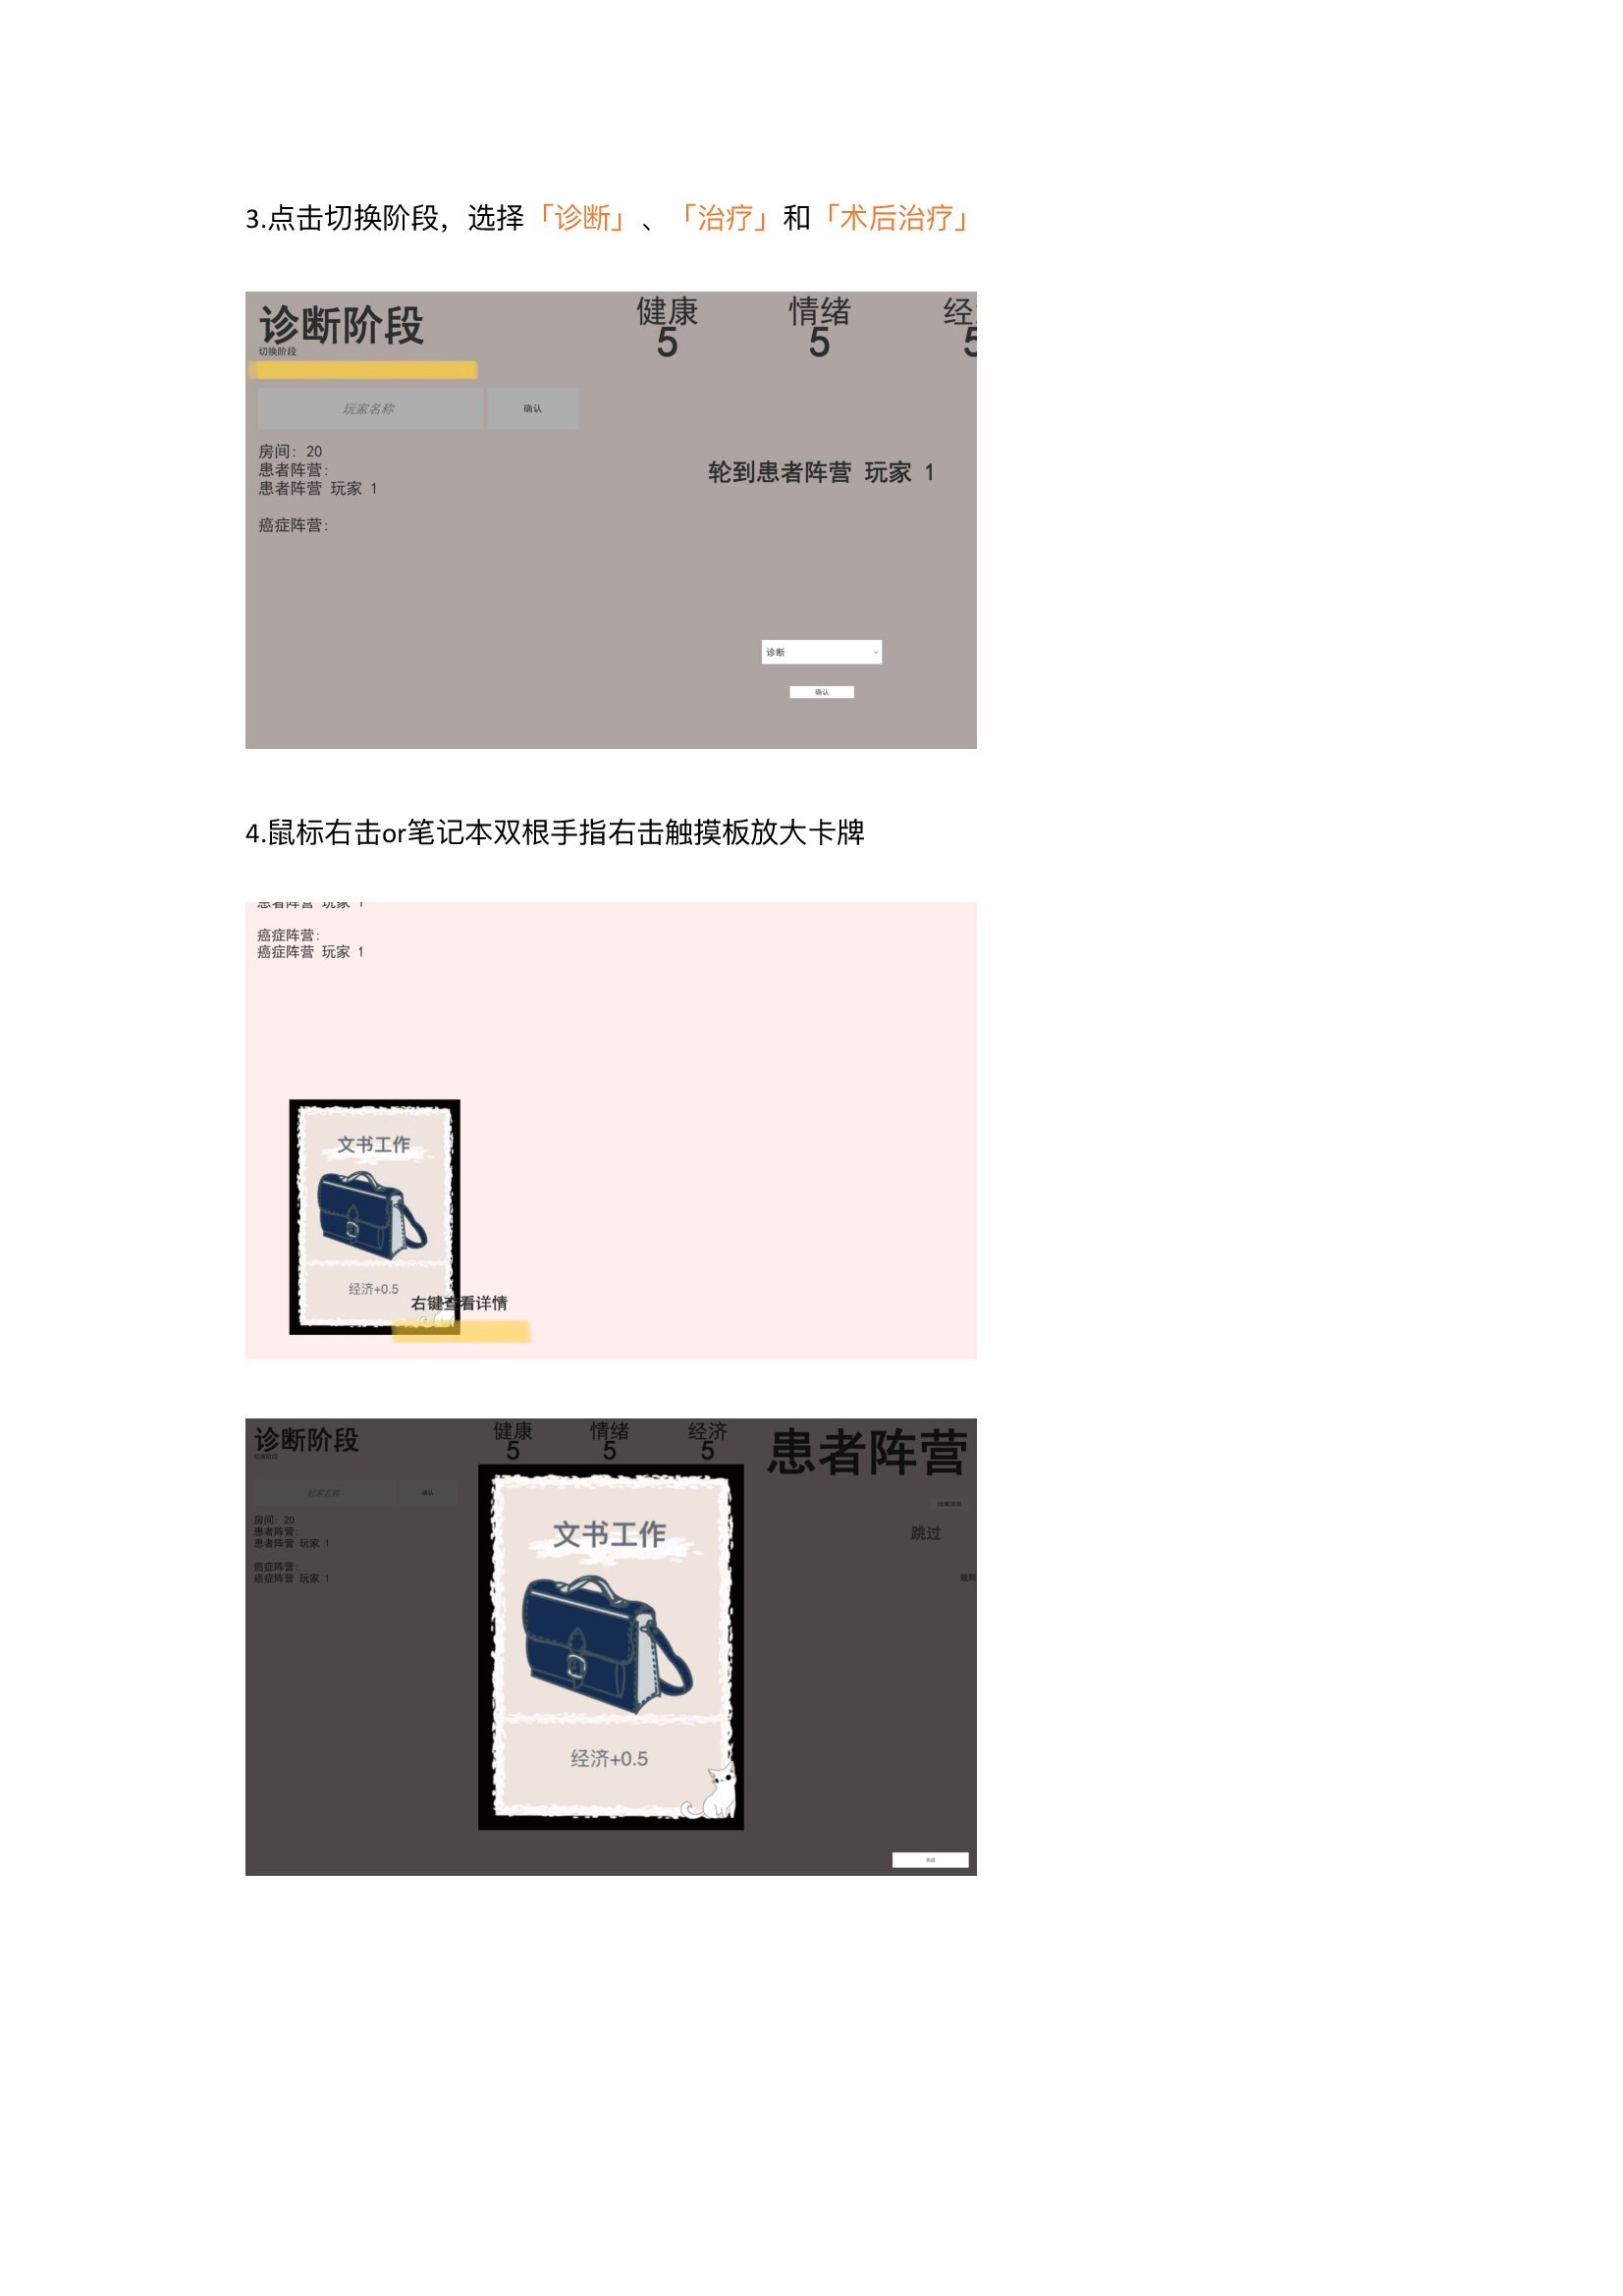 3.点击切换阶段，选择「诊断」、「治疗」和「术后治疗」
诊断阶段
切换阶段
健康
5
情绪
5
经
5
玩家名称
确认
房间: 20
患者阵营:
患者阵营 玩家 1
癌症阵营:
轮到患者阵营 玩家 1
诊断
确认
4.鼠标右击or笔记本双根手指右击触摸板放大卡牌
患者阵营 玩家 1
癌症阵营:
癌症阵营 玩家 1
文书工作
经济+0.5
右键查看详情
诊断阶段
切换阶段
健康
5
情绪
5
经济
5
患者阵营
玩家名称
确认
跳过
房间: 20
患者阵营:
患者阵营 玩家 1
癌症阵营:
癌症阵营 玩家 1
文书工作
经济+0.5